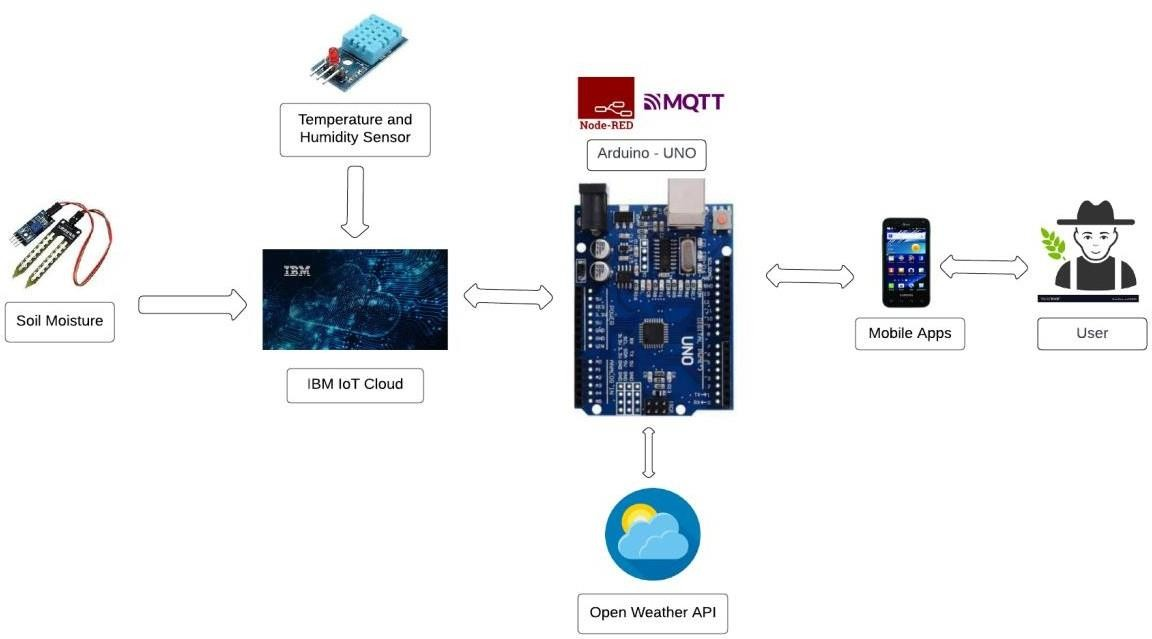 Temperature and
Humidity Sensor
Node-RED
MQTT
Arduino - UNO
Soil Moisture
IBM
IBM IoT Cloud
UNO
Mobile Apps
User
Open Weather API